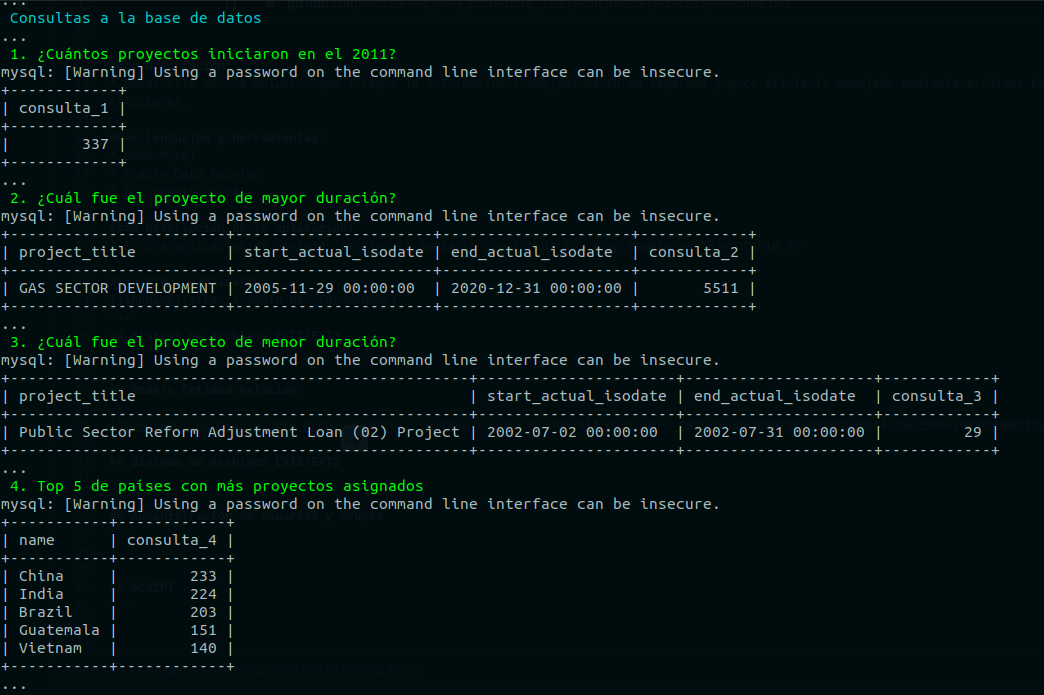 ...
 Consultas a la base de datos
...
 1. ¿Cuántos proyectos iniciaron en el 2011?
mysql: [Warning] Using a password on the command line interface can be insecure.
+------------+
| consulta_1 |
+------------+
|        337 |
+------------+
...
 2. ¿Cuál fue el proyecto de mayor duración?
mysql: [Warning] Using a password on the command line interface can be insecure.
+------------------------+----------------------+---------------------+------------+
| project_title          | start_actual_isodate | end_actual_isodate  | consulta_2 |
+------------------------+----------------------+---------------------+------------+
| GAS SECTOR DEVELOPMENT | 2005-11-29 00:00:00  | 2020-12-31 00:00:00 |       5511 |
+------------------------+----------------------+---------------------+------------+
...
 3. ¿Cuál fue el proyecto de menor duración?
mysql: [Warning] Using a password on the command line interface can be insecure.
+---------------------------------------------------+----------------------+---------------------+------------+
| project_title                                     | start_actual_isodate | end_actual_isodate  | consulta_3 |
+---------------------------------------------------+----------------------+---------------------+------------+
| Public Sector Reform Adjustment Loan (02) Project | 2002-07-02 00:00:00  | 2002-07-31 00:00:00 |         29 |
+---------------------------------------------------+----------------------+---------------------+------------+
...
 4. Top 5 de países con más proyectos asignados
mysql: [Warning] Using a password on the command line interface can be insecure.
+-----------+------------+
| name      | consulta_4 |
+-----------+------------+
| China     |        233 |
| India     |        224 |
| Brazil    |        203 |
| Guatemala |        151 |
| Vietnam   |        140 |
+-----------+------------+
...